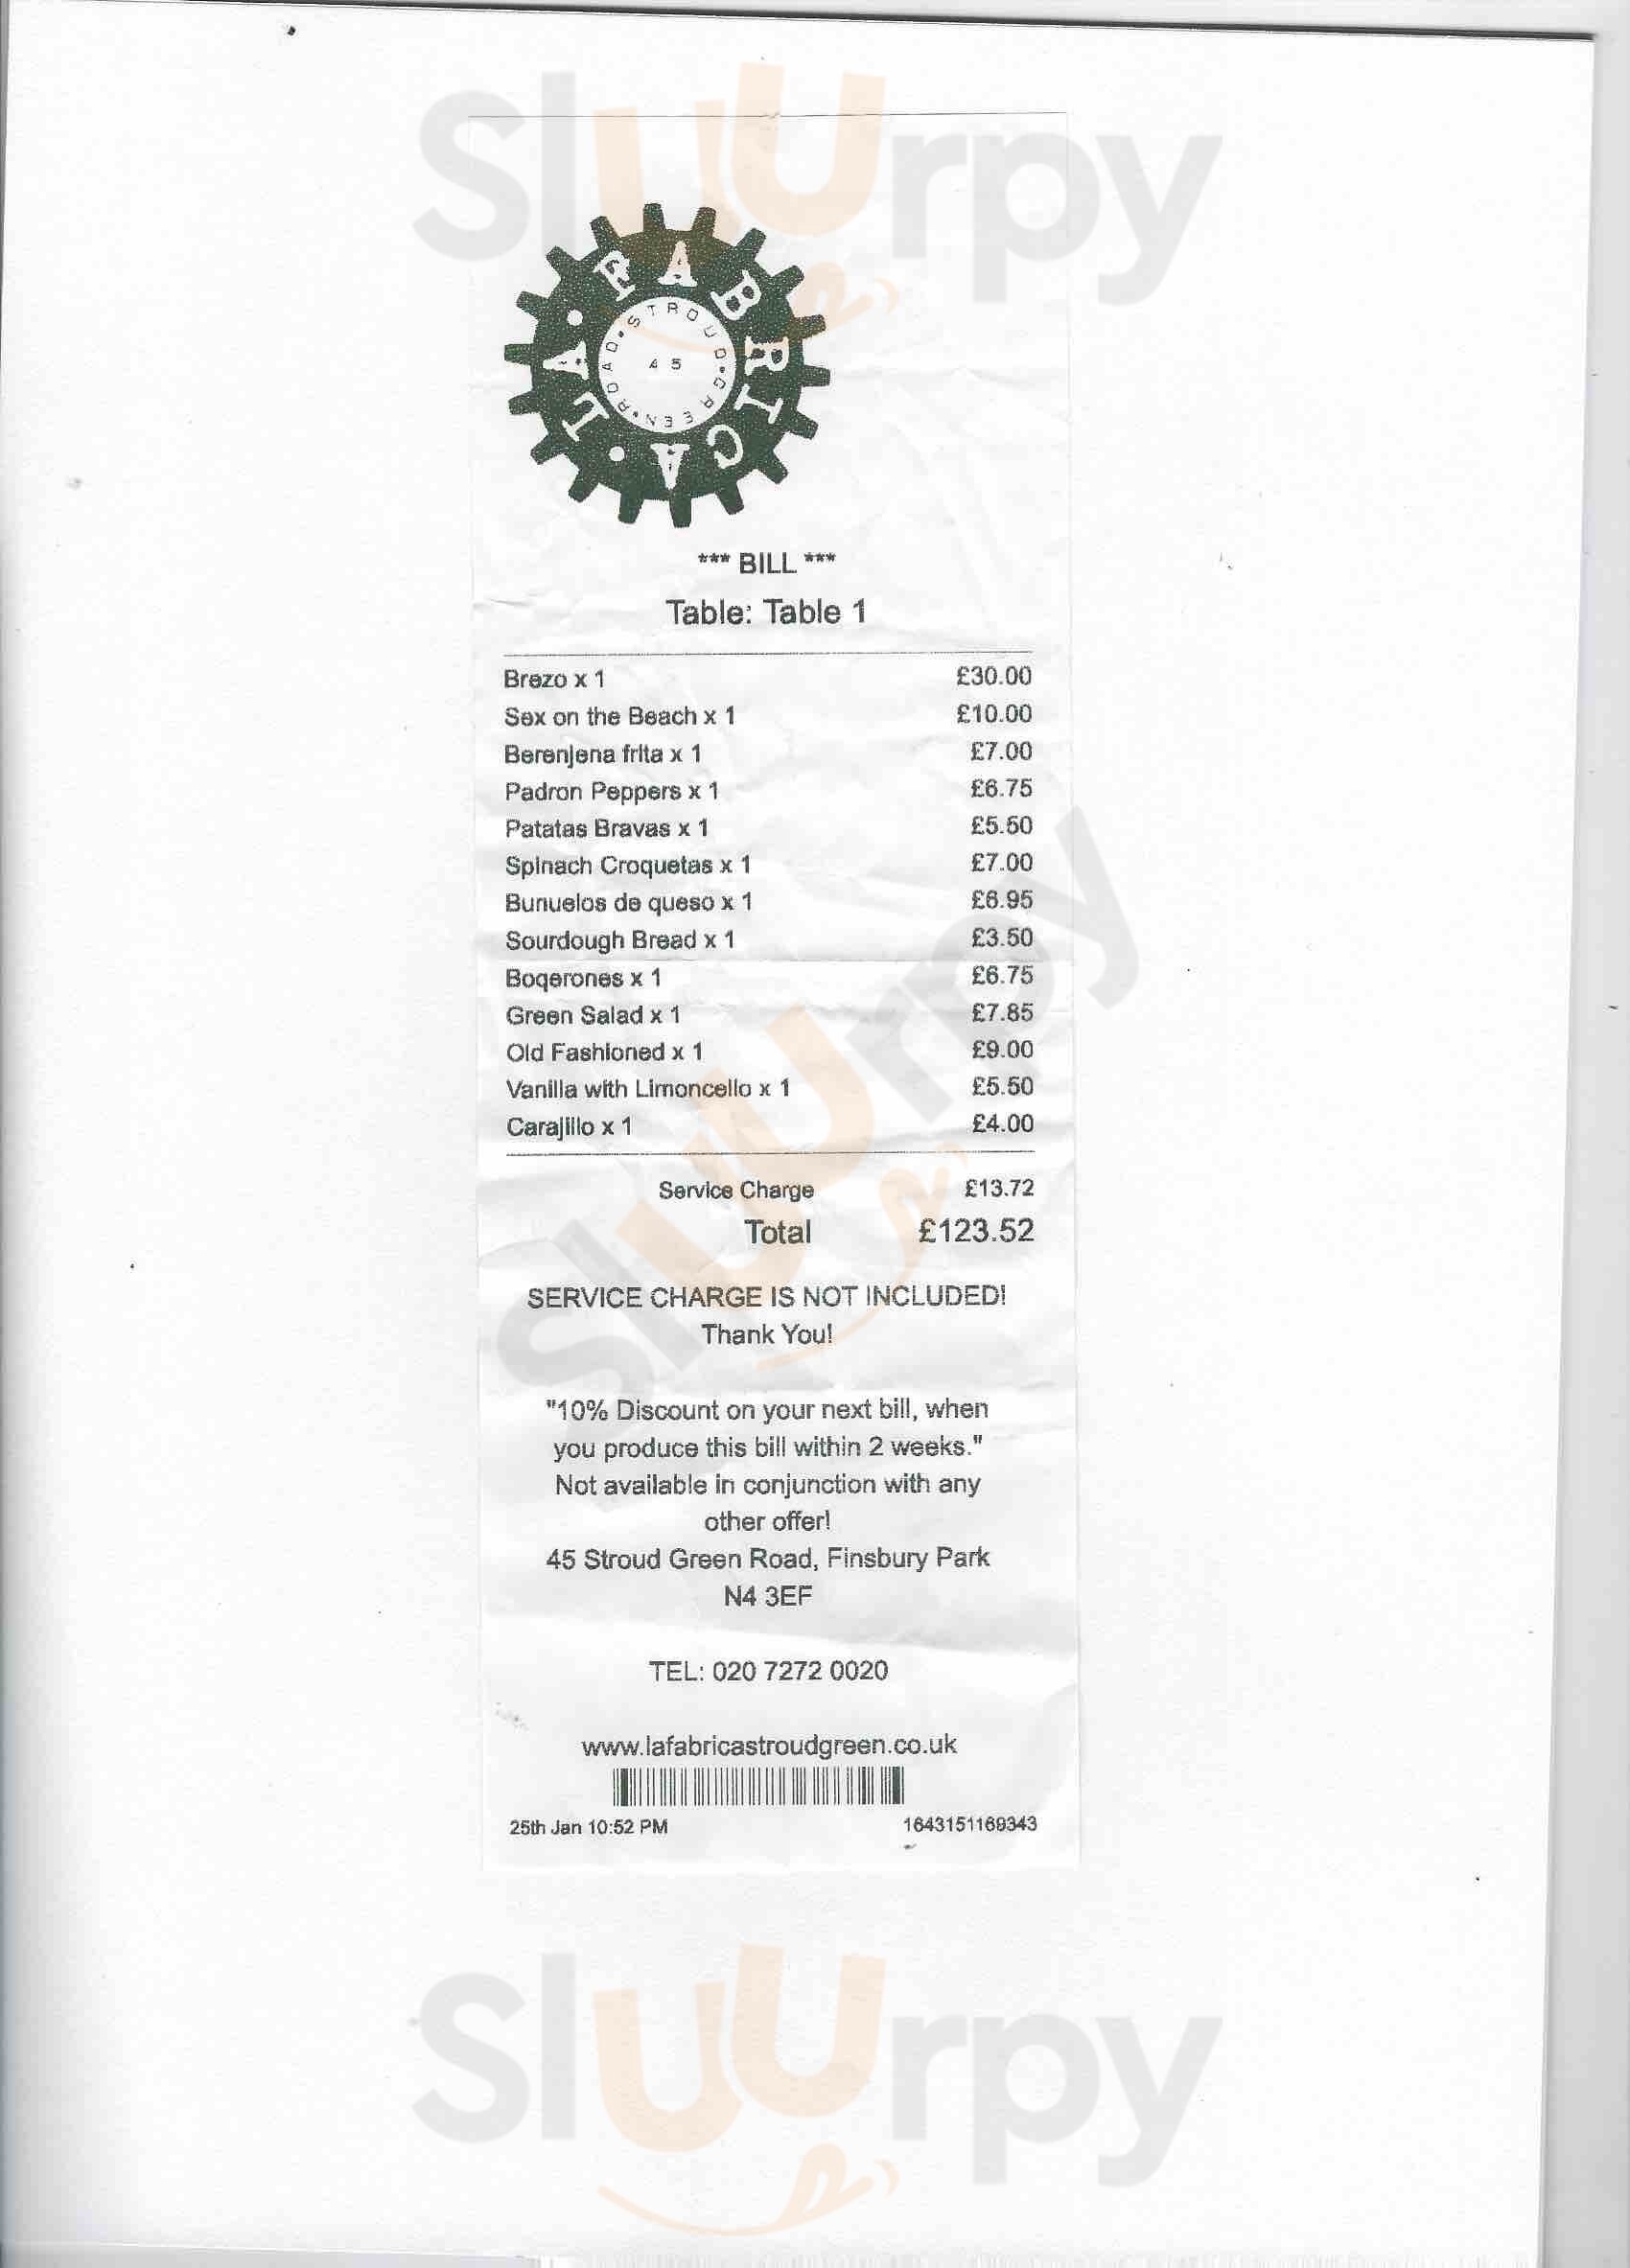 Sluurpy
LA · FABRICA ·
STROUD · GREEN · ROAD ·
45
*** BILL ***
Table: Table 1
Brezo x 1 £30.00
Sex on the Beach x 1 £10.00
Berenjena frita x 1 £7.00
Padron Peppers x 1 £6.75
Patatas Bravas x 1 £5.50
Spinach Croquetas x 1 £7.00
Bunuelos de queso x 1 £6.95
Sourdough Bread x 1 £3.50
Boqerones x 1 £6.75
Green Salad x 1 £7.85
Old Fashioned x 1 £9.00
Vanilla with Limoncello x 1 £5.50
Carajillo x 1 £4.00
Service Charge £13.72
Total £123.52
SERVICE CHARGE IS NOT INCLUDED!
Thank You!
"10% Discount on your next bill, when
you produce this bill within 2 weeks."
Not available in conjunction with any
other offer!
45 Stroud Green Road, Finsbury Park
N4 3EF
TEL: 020 7272 0020
www.lafabricastroudgreen.co.uk
25th Jan 10:52 PM 1643151169343
Sluurpy
Sluurpy